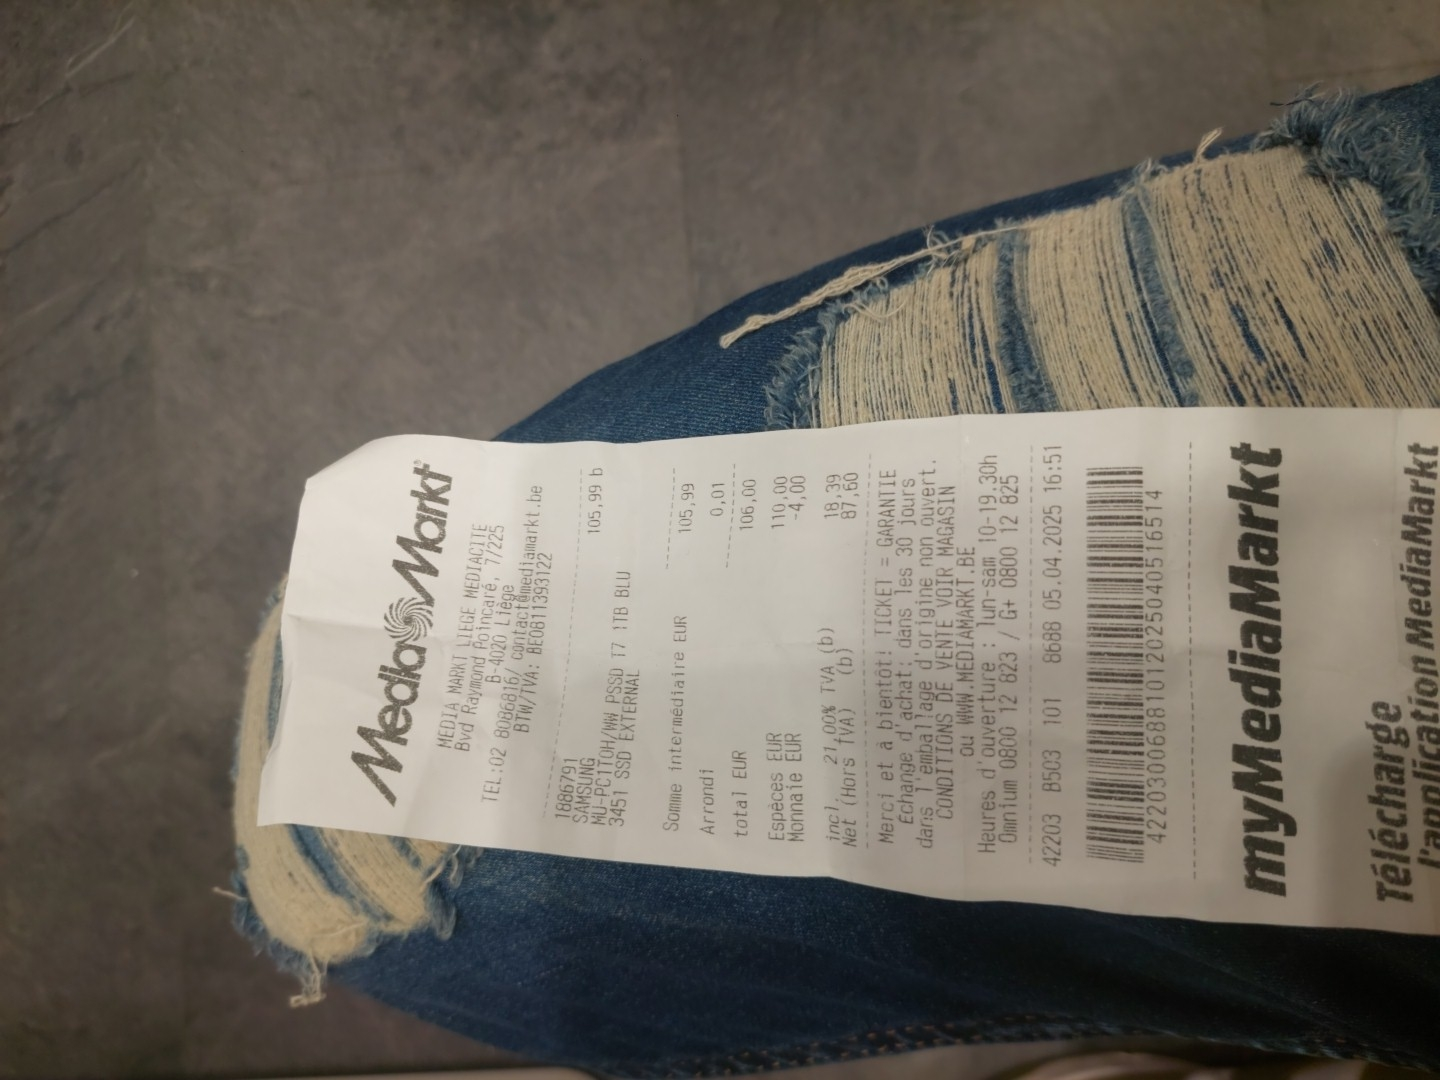 Media Markt
MEDIA MARKT LIEGE MEDIACITE
Bvd Raymond Poincaré, 7/225
B-4020 Liège
TEL:02 8086816/ contact@mediamarkt.be
BTW/TVA: BE0811393122
1886791 105,99 b
SAMSUNG
MU-PC1T0H/WW PSSD T7 1TB BLU
3451 SSD EXTERNAL
Somme intermédiaire EUR 105,99
Arrondi 0,01
total EUR 106,00
Espèces EUR 110,00
Monnaie EUR -4,00
incl. 21,00% TVA (b) 18,39
Net (Hors TVA) (b) 87,60
Merci et à bientôt! TICKET = GARANTIE
Echange d'achat: dans les 30 jours
dans l'emballage d'origine non ouvert.
CONDITIONS DE VENTE VOIR MAGASIN
ou WWW.MEDIAMARKT.BE
Heures d'ouverture : lun-sam 10-19.30h
Omnium 0800 12 823 / G+ 0800 12 825
42203 B503 101 8688 05.04.2025 16:51
4220300688101202504051​6514
myMediaMarkt
Télécharge
l'application MediaMarkt